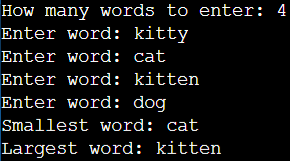 How many words to enter: 4
Enter word: kitty
Enter word: cat
Enter word: kitten
Enter word: dog
Smallest word: cat
Largest word: kitten